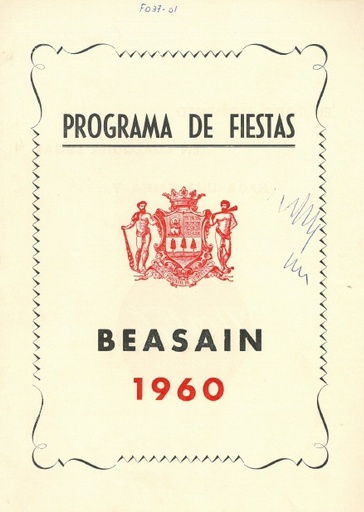 F037-01
PROGRAMA DE FIESTAS
BEASAIN
1960